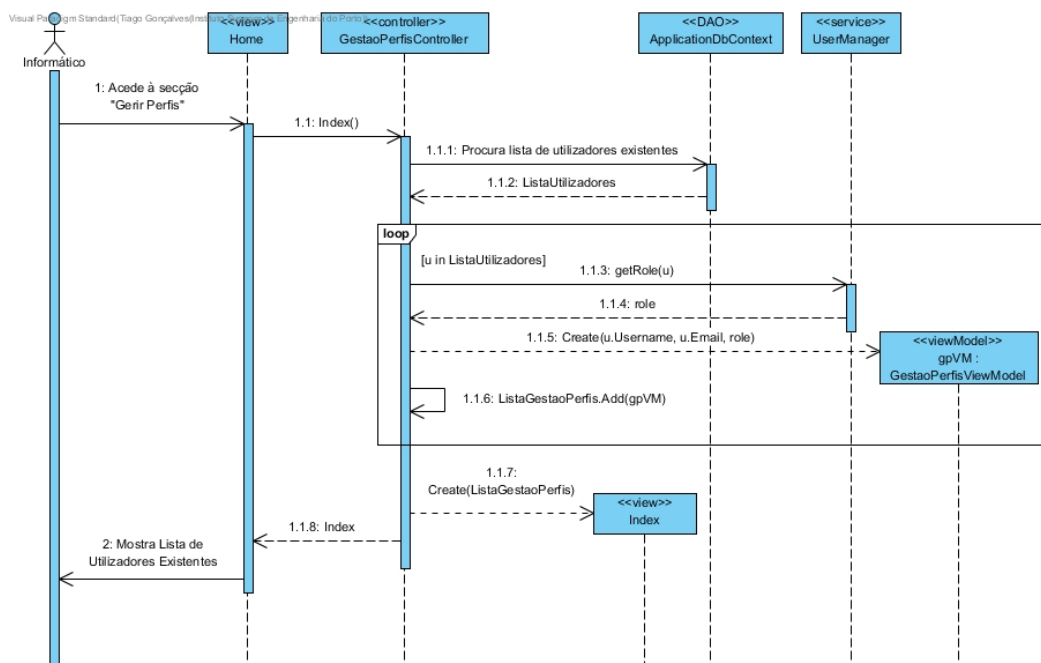 Visual Paradigm Standard(Tiago Gonçalves(Instituto Superior de Engenharia do Porto))
<<view>>
Home
<<controller>>
GestaoPerfisController
<<DAO>>
ApplicationDbContext
<<service>>
UserManager
Informático
1: Acede à secção
"Gerir Perfis"
1.1: Index()
1.1.1: Procura lista de utilizadores existentes
1.1.2: ListaUtilizadores
loop
[u in ListaUtilizadores]
1.1.3: getRole(u)
1.1.4: role
1.1.5: Create(u.Username, u.Email, role)
<<viewModel>>
gpVM :
GestaoPerfisViewModel
1.1.6: ListaGestaoPerfis.Add(gpVM)
1.1.7:
Create(ListaGestaoPerfis)
<<view>>
Index
1.1.8: Index
2: Mostra Lista de
Utilizadores Existentes